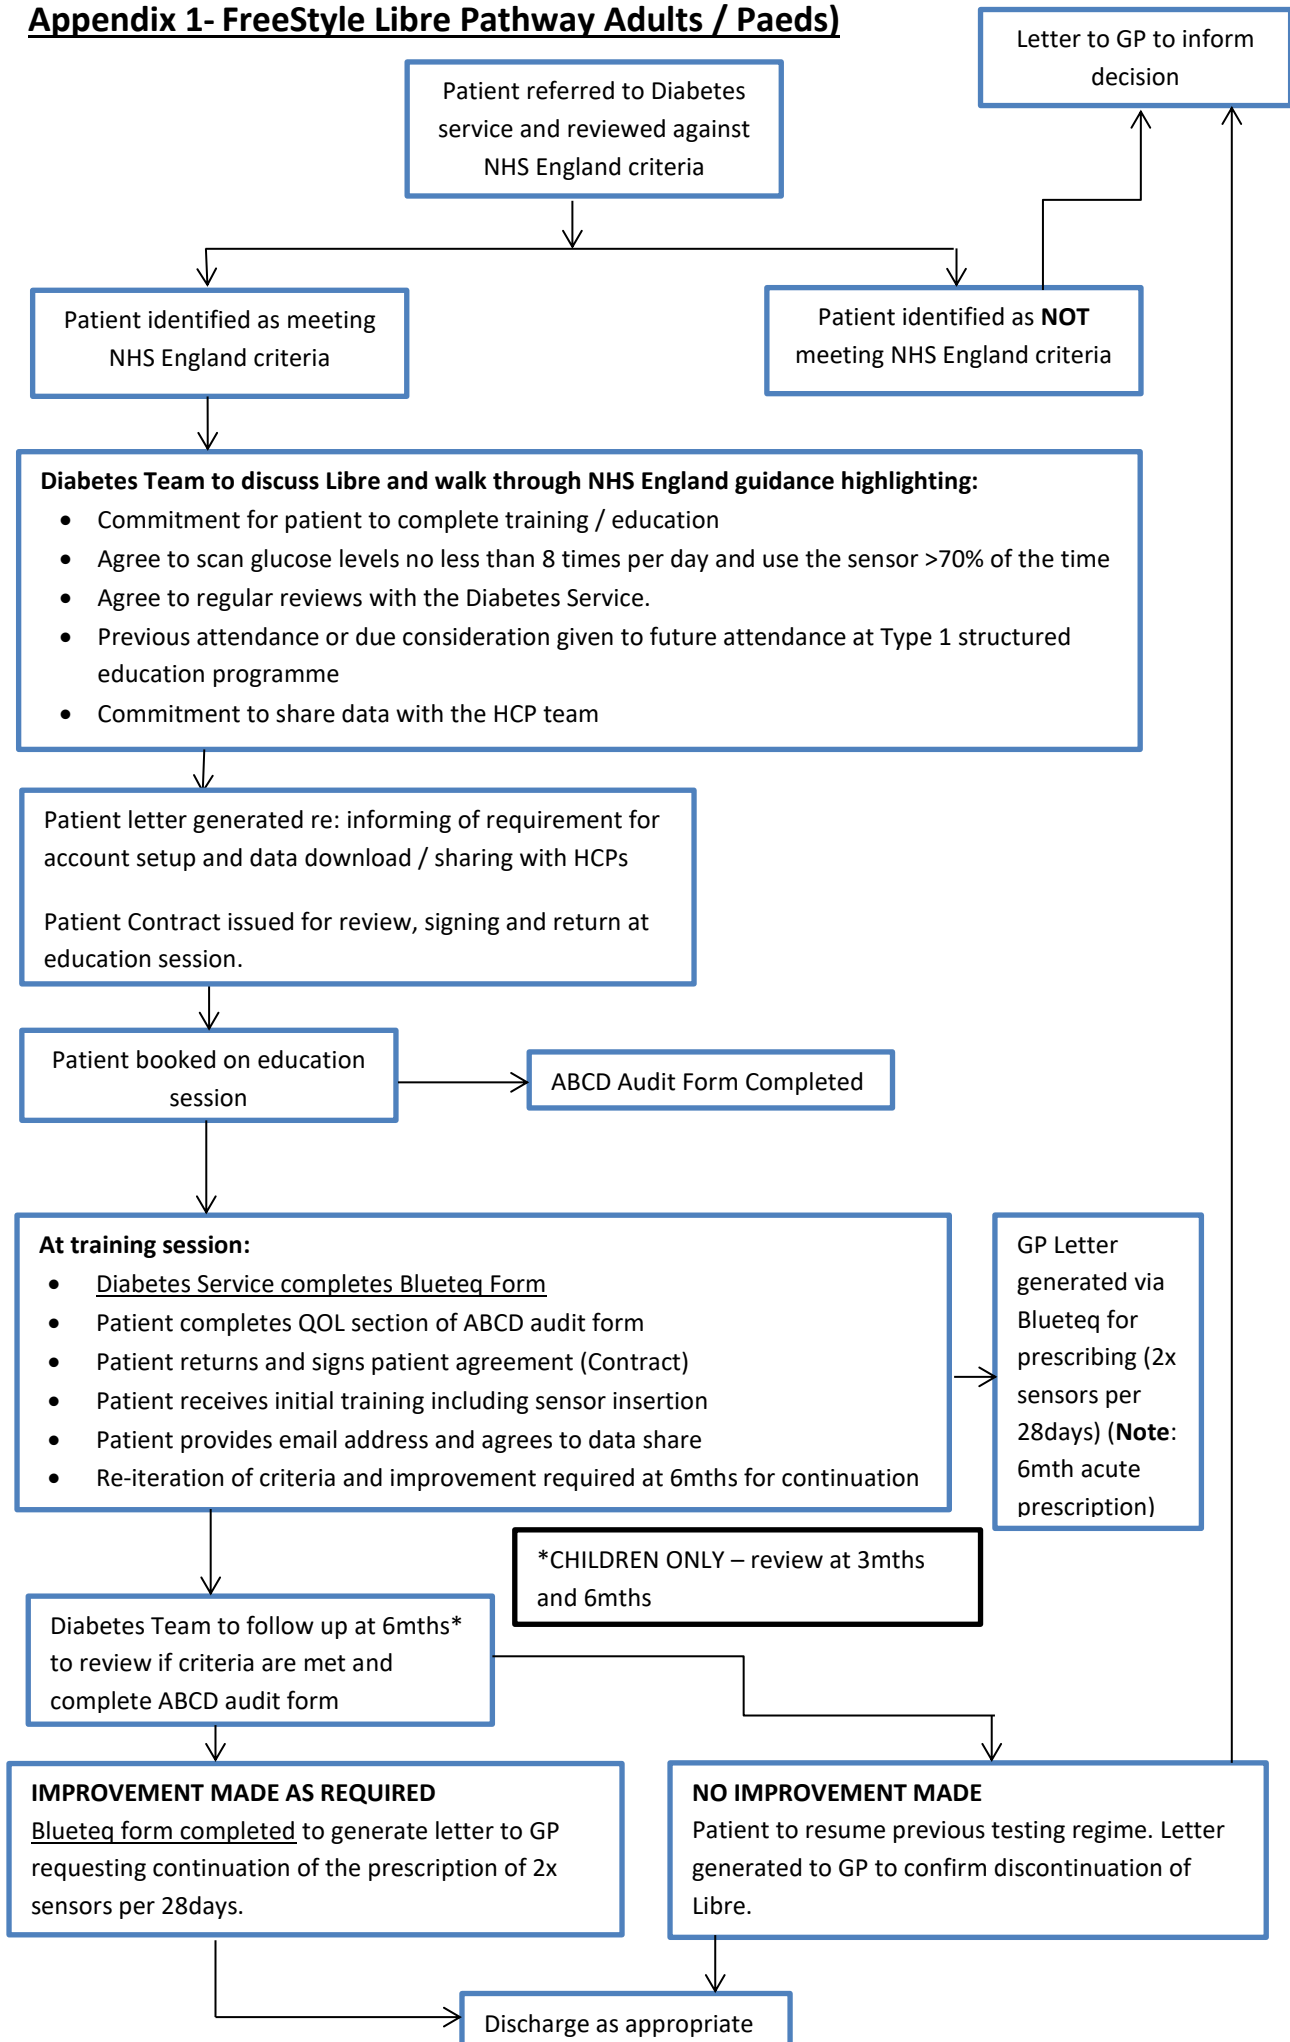 Appendix 1- FreeStyle Libre Pathway Adults / Paeds)
Letter to GP to inform
decision
Patient referred to Diabetes
service and reviewed against
NHS England criteria
Patient identified as meeting
NHS England criteria
Patient identified as NOT
meeting NHS England criteria
Diabetes Team to discuss Libre and walk through NHS England guidance highlighting:
• Commitment for patient to complete training / education
• Agree to scan glucose levels no less than 8 times per day and use the sensor >70% of the time
• Agree to regular reviews with the Diabetes Service.
• Previous attendance or due consideration given to future attendance at Type 1 structured
education programme
• Commitment to share data with the HCP team
Patient letter generated re: informing of requirement for
account setup and data download / sharing with HCPs
Patient Contract issued for review, signing and return at
education session.
Patient booked on education
session
ABCD Audit Form Completed
At training session:
• Diabetes Service completes Blueteq Form
• Patient completes QOL section of ABCD audit form
• Patient returns and signs patient agreement (Contract)
• Patient receives initial training including sensor insertion
• Patient provides email address and agrees to data share
• Re-iteration of criteria and improvement required at 6mths for continuation
GP Letter
generated via
Blueteq for
prescribing (2x
sensors per
28days) (Note:
6mth acute
prescription)
*CHILDREN ONLY – review at 3mths
and 6mths
Diabetes Team to follow up at 6mths*
to review if criteria are met and
complete ABCD audit form
IMPROVEMENT MADE AS REQUIRED
Blueteq form completed to generate letter to GP
requesting continuation of the prescription of 2x
sensors per 28days.
NO IMPROVEMENT MADE
Patient to resume previous testing regime. Letter
generated to GP to confirm discontinuation of
Libre.
Discharge as appropriate